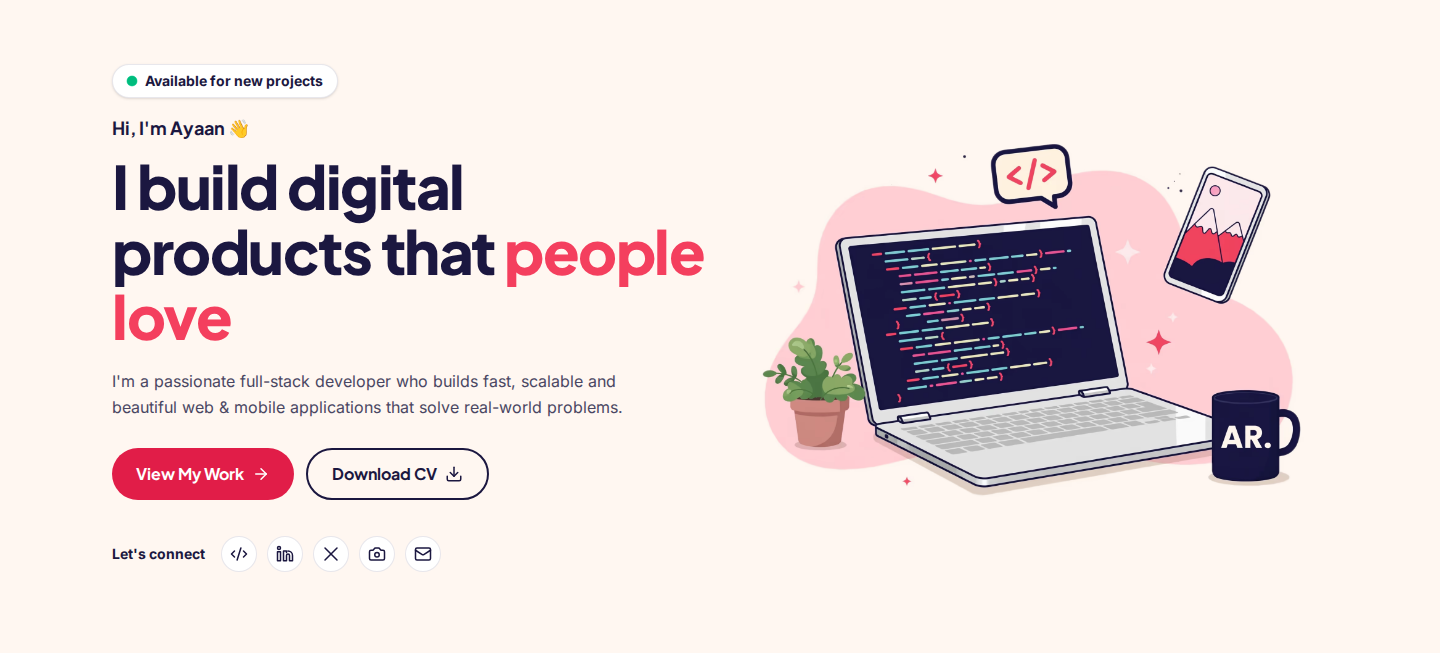 Available for new projects
Hi, I'm Ayaan 👋
I build digital
products that people
love
I'm a passionate full-stack developer who builds fast, scalable and
beautiful web & mobile applications that solve real-world problems.
View My Work →
Download CV
Let's connect
</>
AR.